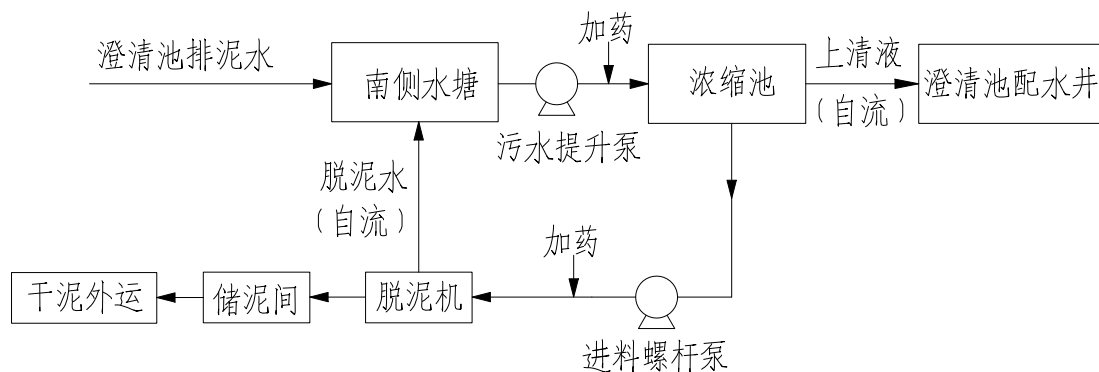 加药
澄清池排泥水
南侧水塘
浓缩池
上清液
（自流）
澄清池配水井
污水提升泵
脱泥水
（自流）
加药
干泥外运
储泥间
脱泥机
进料螺杆泵